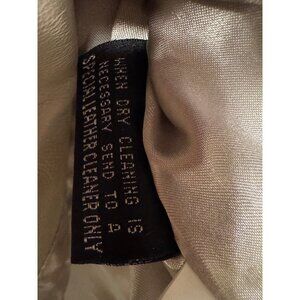 WHEN DRY CLEANING IS
NECESSARY SEND TO A
SPECIAL LEATHER CLEANER ONLY